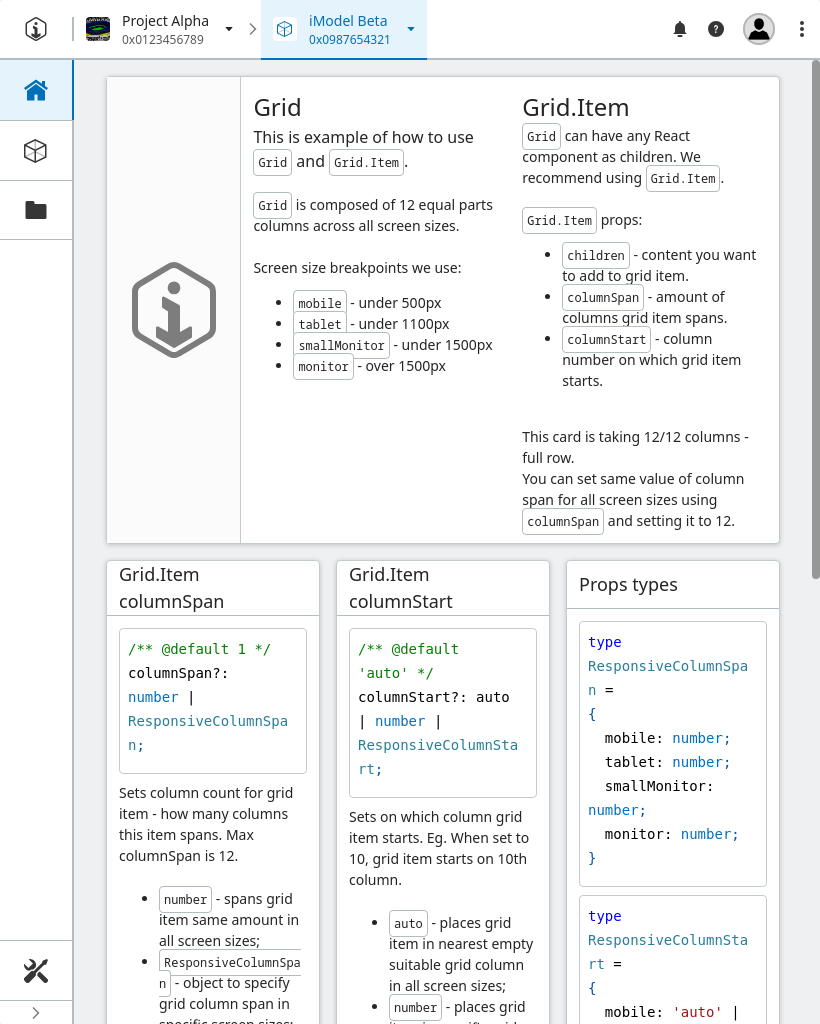 Project Alpha
0x0123456789
iModel Beta
0x0987654321
Grid
This is example of how to use
Grid and Grid.Item.
Grid is composed of 12 equal parts
columns across all screen sizes.
Screen size breakpoints we use:
mobile - under 500px
tablet - under 1100px
smallMonitor - under 1500px
monitor - over 1500px
Grid.Item
Grid can have any React
component as children. We
recommend using Grid.Item.
Grid.Item props:
children - content you want
to add to grid item.
columnSpan - amount of
columns grid item spans.
columnStart - column
number on which grid item
starts.
This card is taking 12/12 columns -
full row.
You can set same value of column
span for all screen sizes using
columnSpan and setting it to 12.
Grid.Item
columnSpan
/** @default 1 */
columnSpan?:
number |
ResponsiveColumnSpa
n;
Sets column count for grid
item - how many columns
this item spans. Max
columnSpan is 12.
number - spans grid
item same amount in
all screen sizes;
ResponsiveColumnSpa
n - object to specify
grid column span in
specific screen sizes;
Grid.Item
columnStart
/** @default
'auto' */
columnStart?: auto
| number |
ResponsiveColumnSta
rt;
Sets on which column grid
item starts. Eg. When set to
10, grid item starts on 10th
column.
auto - places grid
item in nearest empty
suitable grid column
in all screen sizes;
number - places grid
Props types
type
ResponsiveColumnSpa
n =
{
mobile: number;
tablet: number;
smallMonitor:
number;
monitor: number;
}
type
ResponsiveColumnSta
rt =
{
mobile: 'auto' |